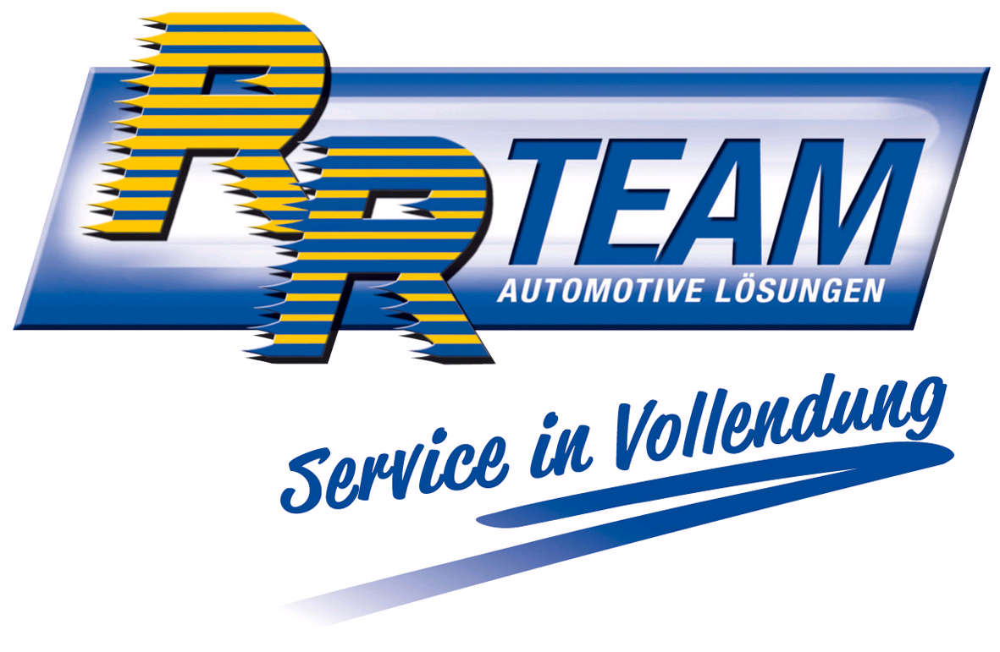 RR TEAM
AUTOMOTIVE LÖSUNGEN
Service in Vollendung